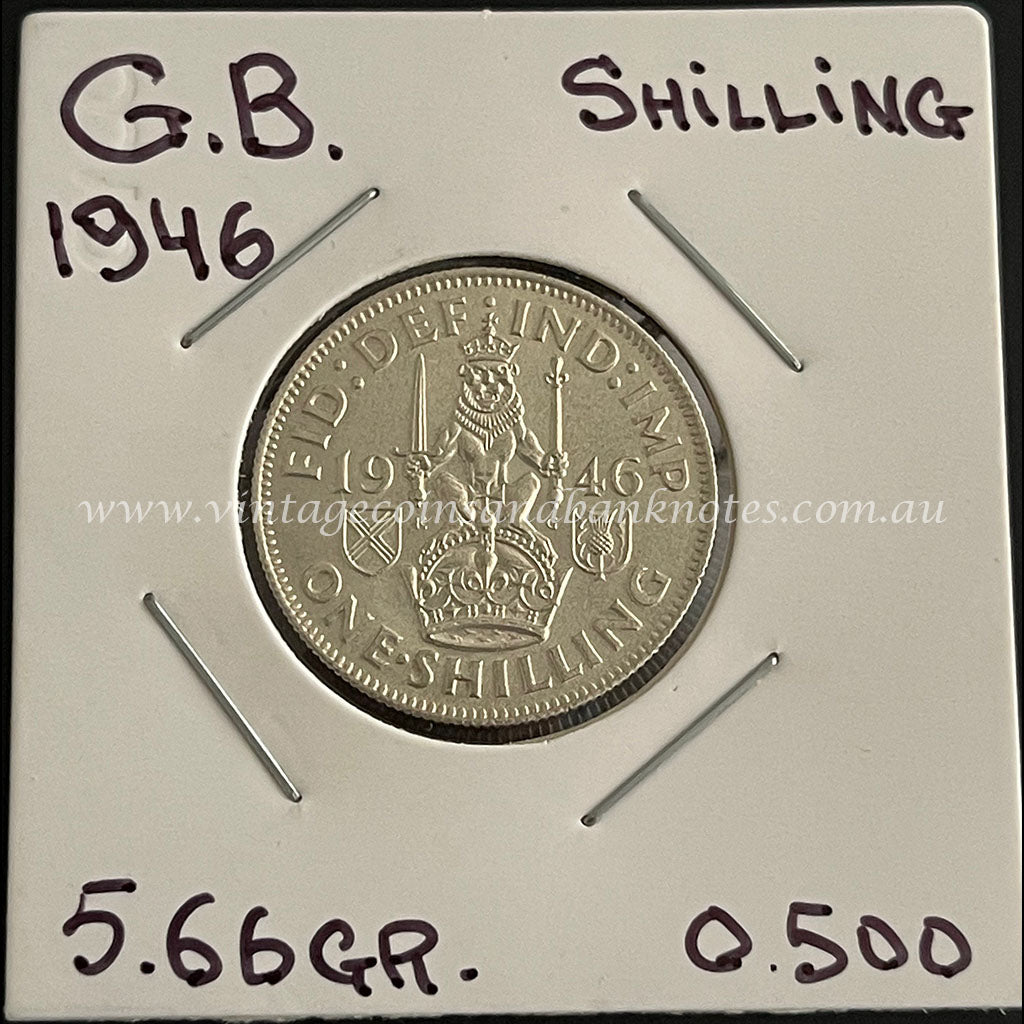 G.B. SHiLLiNG
1946
FID:DEF:IND:IMP
19 46
www.vintagecoinsandbanknotes.com.au
ONE·SHILLING
5.66GR. 0.500